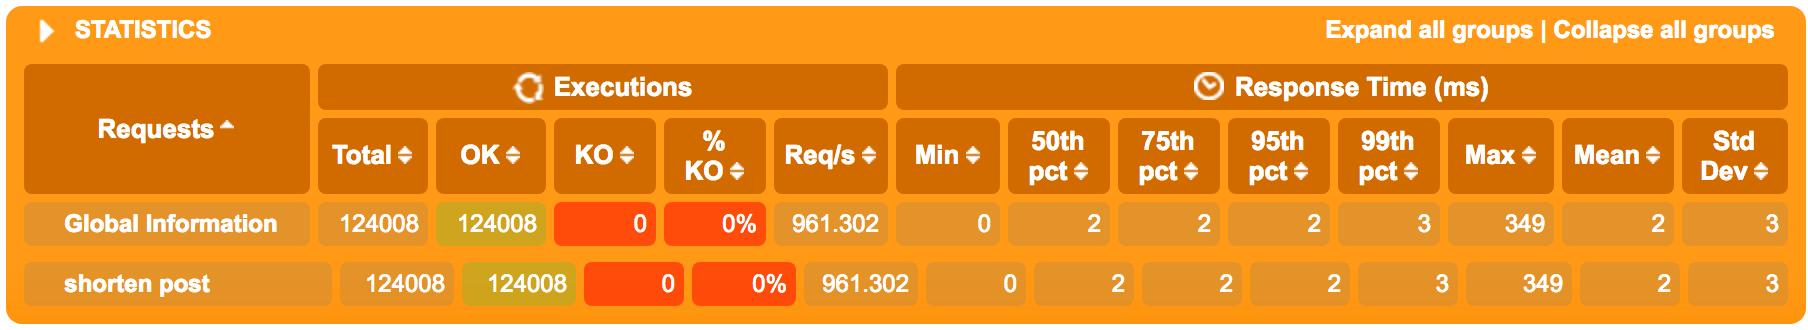 STATISTICS Expand all groups | Collapse all groups
Requests Executions Response Time (ms)
Total OK KO % KO Req/s Min 50th pct 75th pct 95th pct 99th pct Max Mean Std Dev
Global Information 124008 124008 0 0% 961.302 0 2 2 2 3 349 2 3
shorten post 124008 124008 0 0% 961.302 0 2 2 2 3 349 2 3